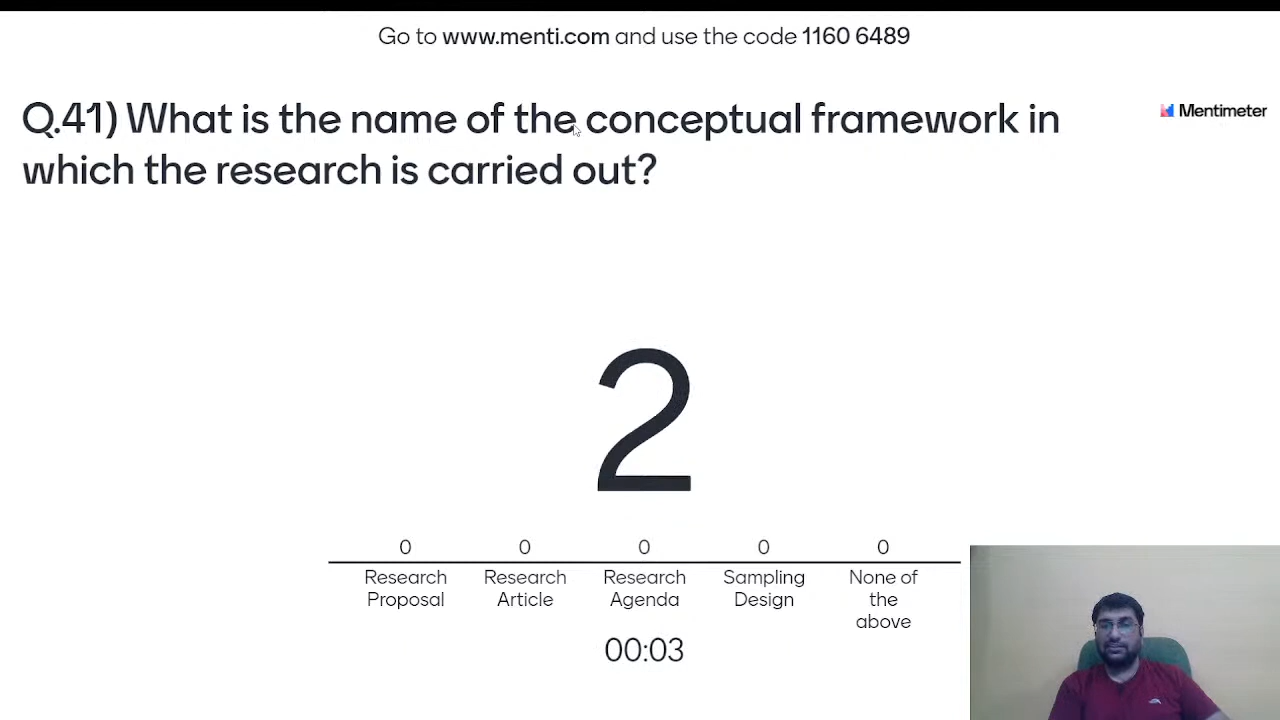 Go to www.menti.com and use the code 1160 6489
Q.41) What is the name of the conceptual framework in
which the research is carried out?
Mentimeter
2
0 0 0 0 0
Research Research Research Sampling None of
Proposal Article Agenda Design the
above
00:03